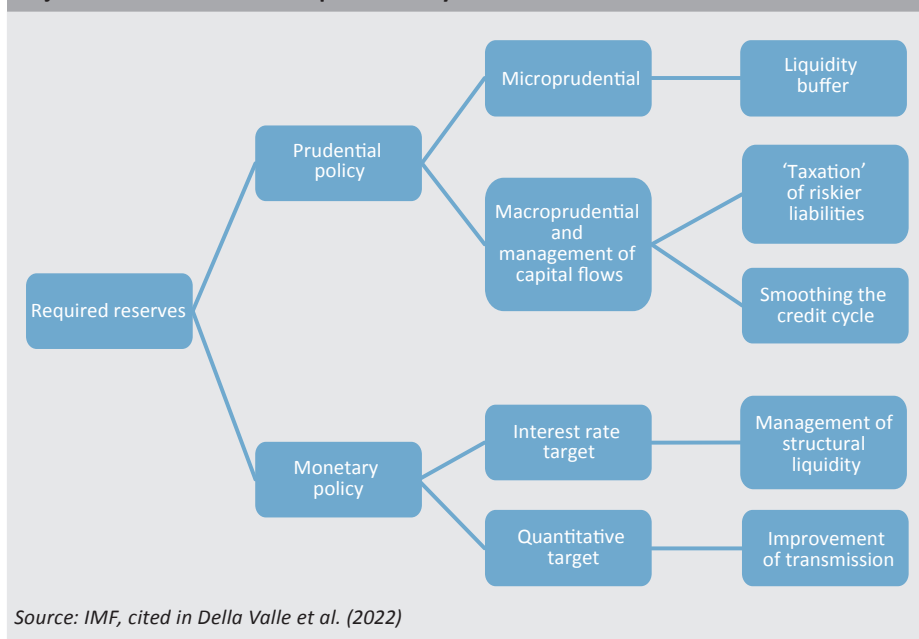 Microprudential
Liquidity
buffer
Prudential
policy
'Taxation'
of riskier
liabilities
Macroprudential
and
management of
capital flows
Smoothing the
credit cycle
Required reserves
Interest rate
target
Management of
structural
liquidity
Monetary
policy
Quantitative
target
Improvement
of transmission
Source: IMF, cited in Della Valle et al. (2022)